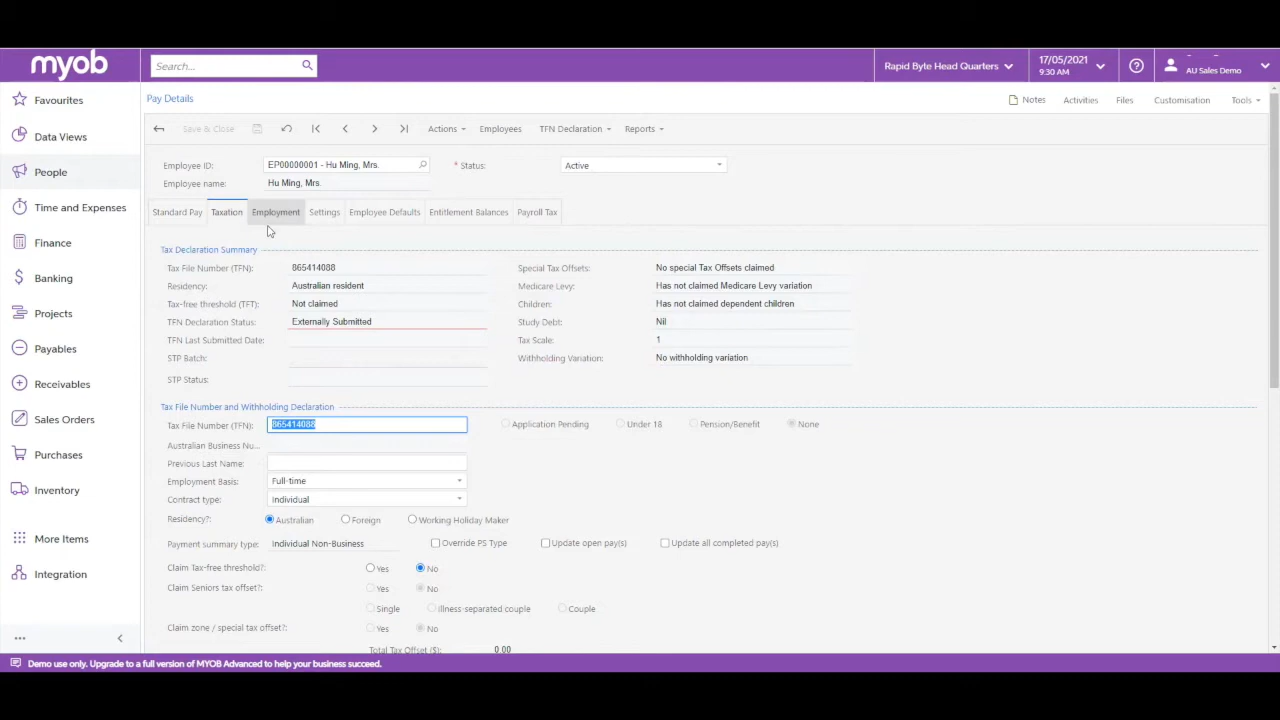 myob
Search...
Rapid Byte Head Quarters
17/05/2021
9:30 AM
AU Sales Demo
Favourites
Data Views
People
Time and Expenses
Finance
Banking
Projects
Payables
Receivables
Sales Orders
Purchases
Inventory
More Items
Integration
Pay Details
Notes Activities Files Customisation Tools
Save & Close Actions Employees TFN Declaration Reports
Employee ID: EP00000001 - Hu Ming, Mrs. * Status: Active
Employee name: Hu Ming, Mrs.
Standard Pay Taxation Employment Settings Employee Defaults Entitlement Balances Payroll Tax
Tax Declaration Summary
Tax File Number (TFN): 865414088 Special Tax Offsets: No special Tax Offsets claimed
Residency: Australian resident Medicare Levy: Has not claimed Medicare Levy variation
Tax-free threshold (TFT): Not claimed Children: Has not claimed dependent children
TFN Declaration Status: Externally Submitted Study Debt: Nil
TFN Last Submitted Date: Tax Scale: 1
STP Batch: Withholding Variation: No withholding variation
STP Status:
Tax File Number and Withholding Declaration
Tax File Number (TFN): 865414088 Application Pending Under 18 Pension/Benefit None
Australian Business Nu...
Previous Last Name:
Employment Basis: Full-time
Contract type: Individual
Residency?: Australian Foreign Working Holiday Maker
Payment summary type: Individual Non-Business Override PS Type Update open pay(s) Update all completed pay(s)
Claim Tax-free threshold?: Yes No
Claim Seniors tax offset?: Yes No
Single Illness-separated couple Couple
Claim zone / special tax offset?: Yes No
Total Tax Offset ($): 0.00
Demo use only. Upgrade to a full version of MYOB Advanced to help your business succeed.